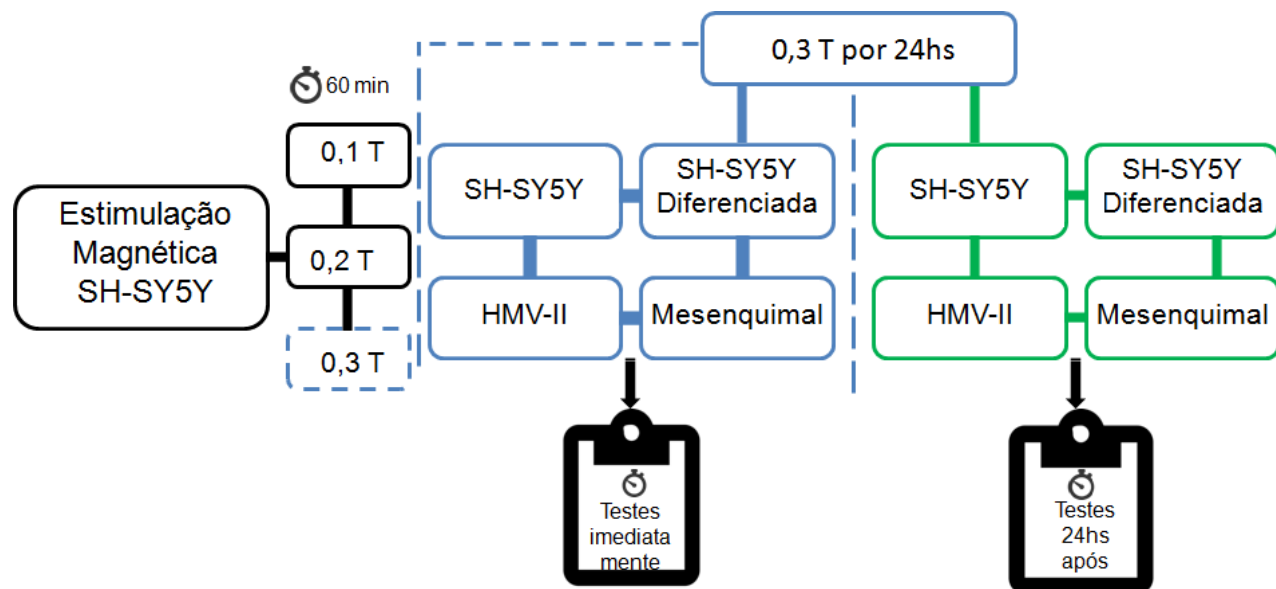 Estimulação
Magnética
SH-SY5Y
60 min
0,1 T
0,2 T
0,3 T
0,3 T por 24hs
SH-SY5Y
SH-SY5Y
Diferenciada
HMV-II
Mesenquimal
Testes
imediata
mente
SH-SY5Y
SH-SY5Y
Diferenciada
HMV-II
Mesenquimal
Testes
24hs
após